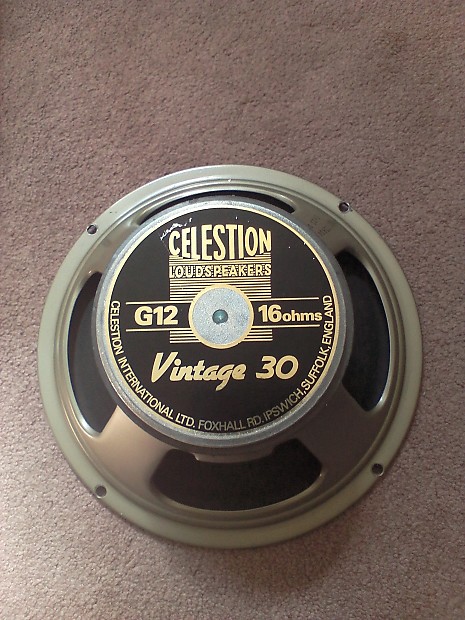 CELESTION
LOUDSPEAKERS
G12 16ohms
Vintage 30
CELESTION INTERNATIONAL LTD. FOXHALL RD. IPSWICH, SUFFOLK, ENGLAND